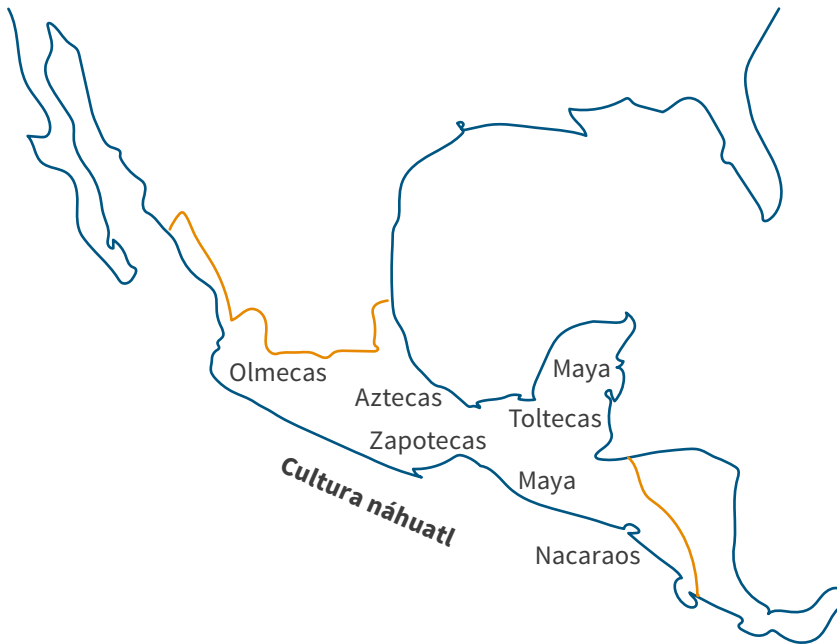 Olmecas
Maya
Aztecas
Toltecas
Zapotecas
Maya
Cultura náhuatl
Nacaraos